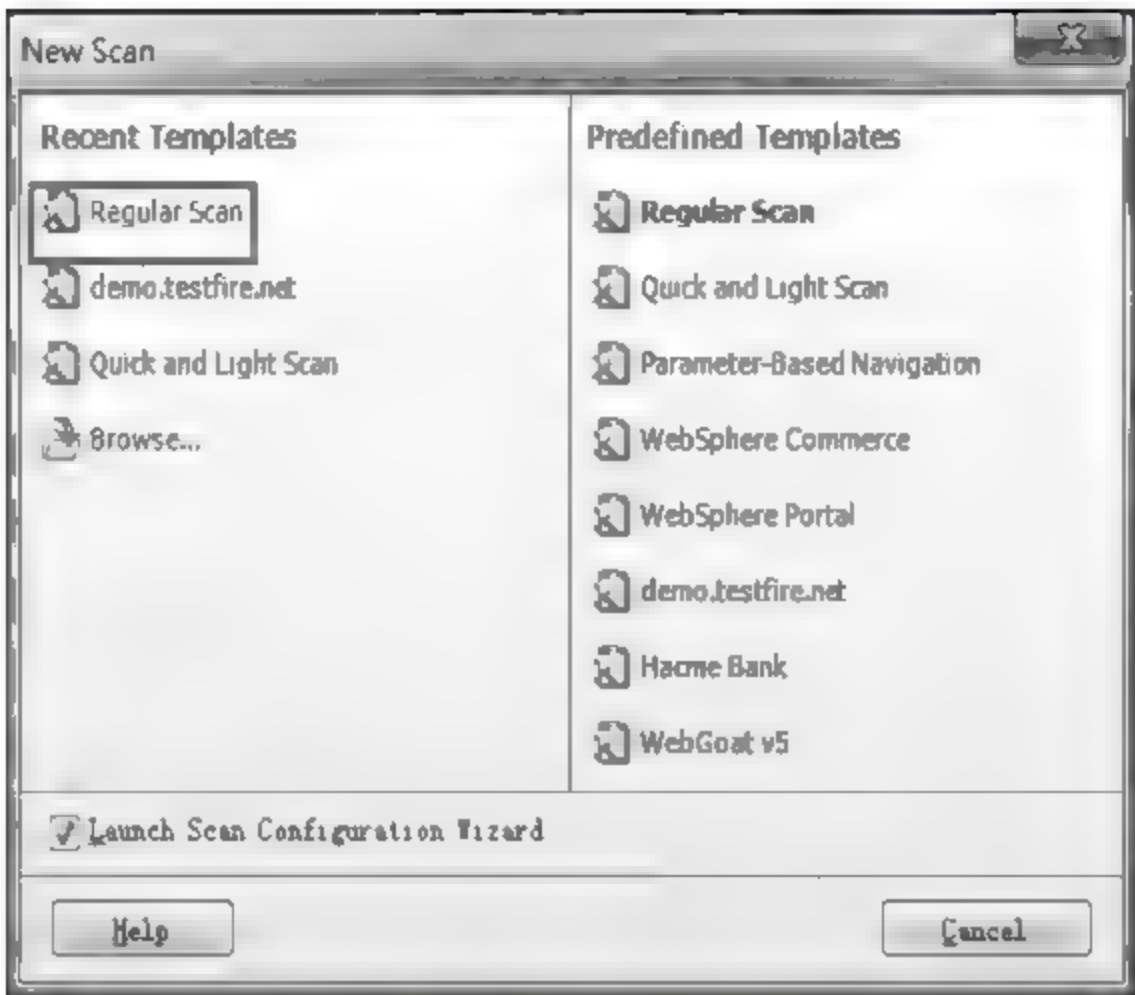 New Scan
Recent Templates
Regular Scan
demo.testfire.net
Quick and Light Scan
Browse...
Predefined Templates
Regular Scan
Quick and Light Scan
Parameter-Based Navigation
WebSphere Commerce
WebSphere Portal
demo.testfire.net
Hacme Bank
WebGoat v5
Launch Scan Configuration Wizard
Help
Cancel